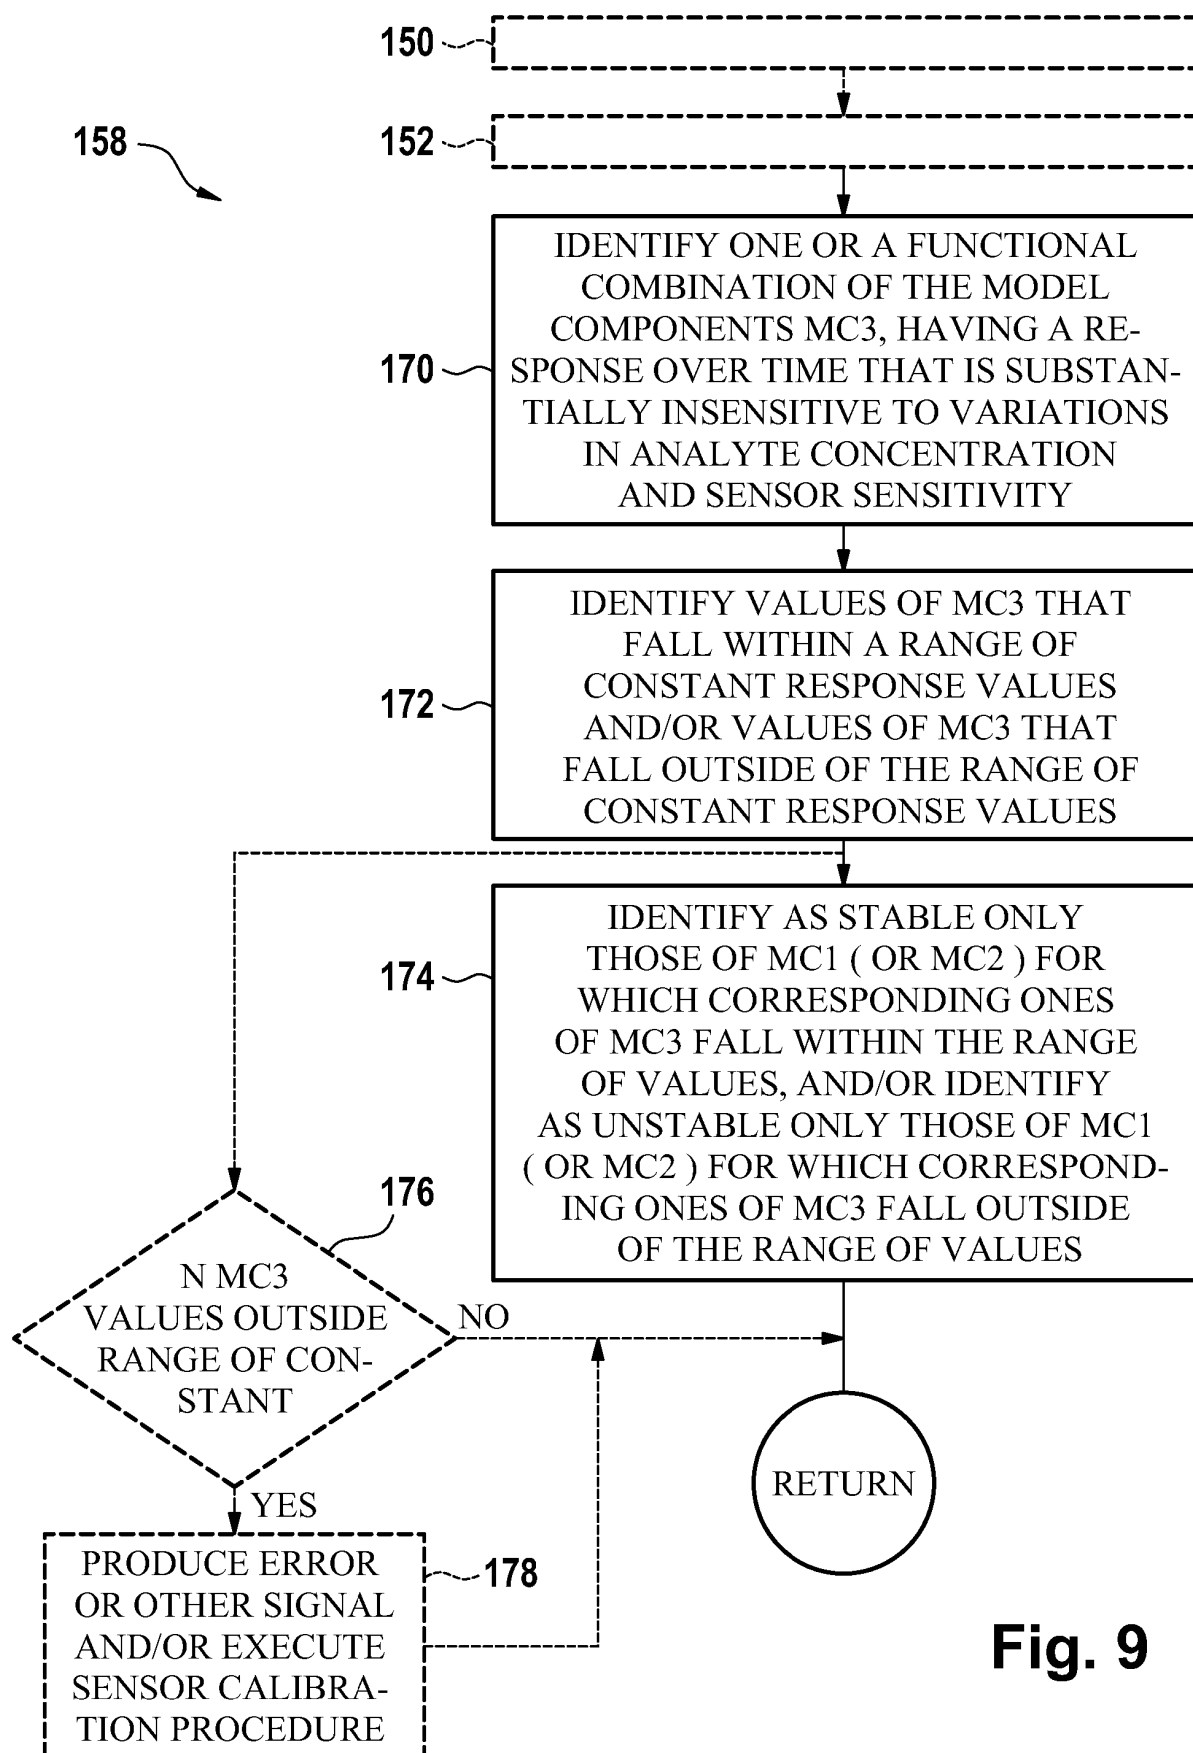 150
152
158
IDENTIFY ONE OR A FUNCTIONAL
COMBINATION OF THE MODEL
COMPONENTS MC3, HAVING A RE-
SPONSE OVER TIME THAT IS SUBSTAN-
TIALLY INSENSITIVE TO VARIATIONS
IN ANALYTE CONCENTRATION
AND SENSOR SENSITIVITY
170
IDENTIFY VALUES OF MC3 THAT
FALL WITHIN A RANGE OF
CONSTANT RESPONSE VALUES
AND/OR VALUES OF MC3 THAT
FALL OUTSIDE OF THE RANGE OF
CONSTANT RESPONSE VALUES
172
IDENTIFY AS STABLE ONLY
THOSE OF MC1 ( OR MC2 ) FOR
WHICH CORRESPONDING ONES
OF MC3 FALL WITHIN THE RANGE
OF VALUES, AND/OR IDENTIFY
AS UNSTABLE ONLY THOSE OF MC1
( OR MC2 ) FOR WHICH CORRESPOND-
ING ONES OF MC3 FALL OUTSIDE
OF THE RANGE OF VALUES
174
176
N MC3
VALUES OUTSIDE
RANGE OF CON-
STANT
NO
YES
RETURN
PRODUCE ERROR
OR OTHER SIGNAL
AND/OR EXECUTE
SENSOR CALIBRA-
TION PROCEDURE
178
Fig. 9